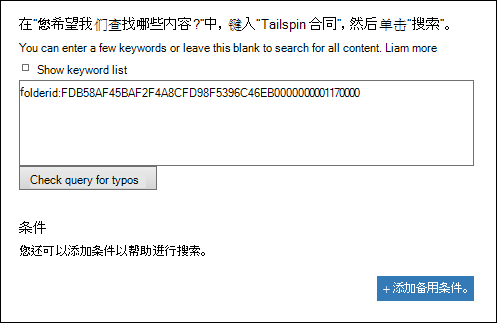 在"您希望我们查找哪些内容?"中，键入"Tailspin 合同"，然后单击"搜索"。
You can enter a few keywords or leave this blank to search for all content. Liam more
Show keyword list
folderid:FDB58AF45BAF2F4A8CFD98F5396C46EB0000000001170000
Check query for typos
条件
您还可以添加条件以帮助进行搜索。
+ 添加备用条件。